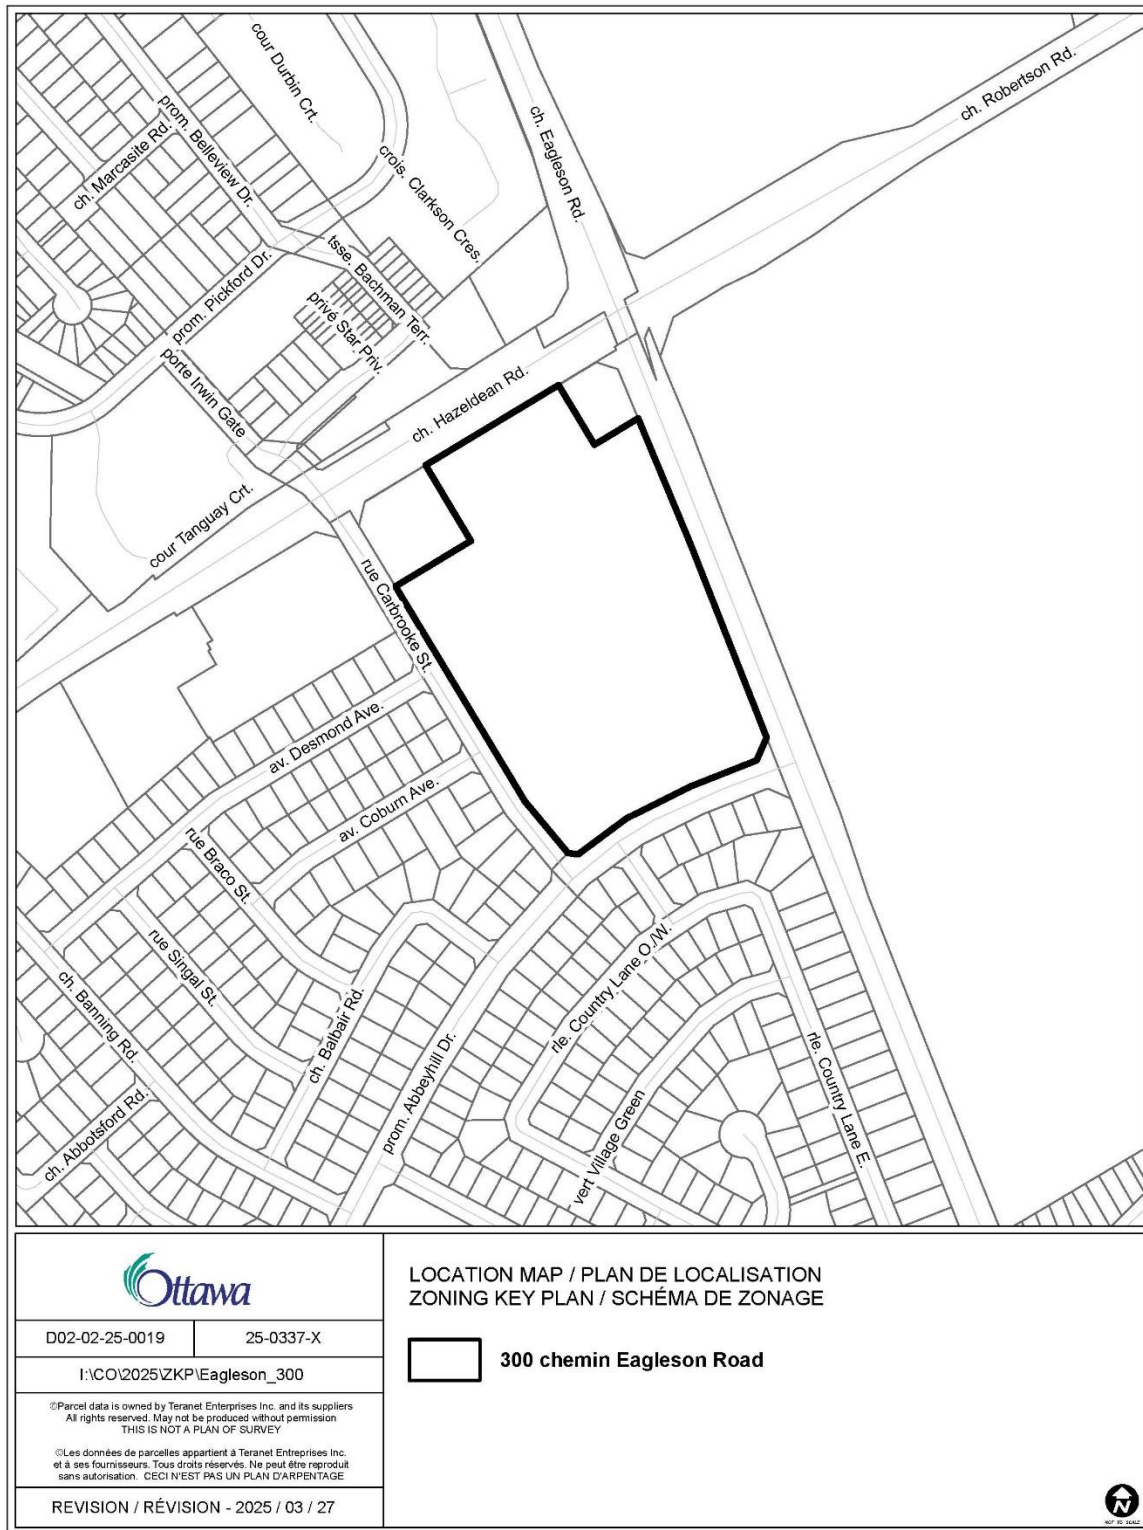 cour Durbin Crt.
prom. Belleview Dr.
ch. Marcasite Rd.
crois. Clarkson Cres.
ch. Eagleson Rd.
ch. Robertson Rd.
tsse. Bachman Terr.
prom. Pickford Dr.
privé Star Priv.
porte Irwin Gate
ch. Hazeldean Rd.
cour Tanguay Crt.
rue Carbrooke St.
av. Desmond Ave.
av. Coburn Ave.
rue Braco St.
rue Singal St.
ch. Banning Rd.
ch. Balbair Rd.
rle. Country Lane O./W.
prom. Abbeyhill Dr.
rle. Country Lane E.
ch. Abbotsford Rd.
vert Village Green
Ottawa
D02-02-25-0019
25-0337-X
I:\CO\2025\ZKP\Eagleson_300
©Parcel data is owned by Teranet Enterprises Inc. and its suppliers
All rights reserved. May not be produced without permission
THIS IS NOT A PLAN OF SURVEY
©Les données de parcelles appartient à Teranet Entreprises Inc.
et à ses fournisseurs. Tous droits réservés. Ne peut être reproduit
sans autorisation. CECI N'EST PAS UN PLAN D'ARPENTAGE
REVISION / RÉVISION - 2025 / 03 / 27
LOCATION MAP / PLAN DE LOCALISATION
ZONING KEY PLAN / SCHÉMA DE ZONAGE
300 chemin Eagleson Road
N
NOT TO SCALE